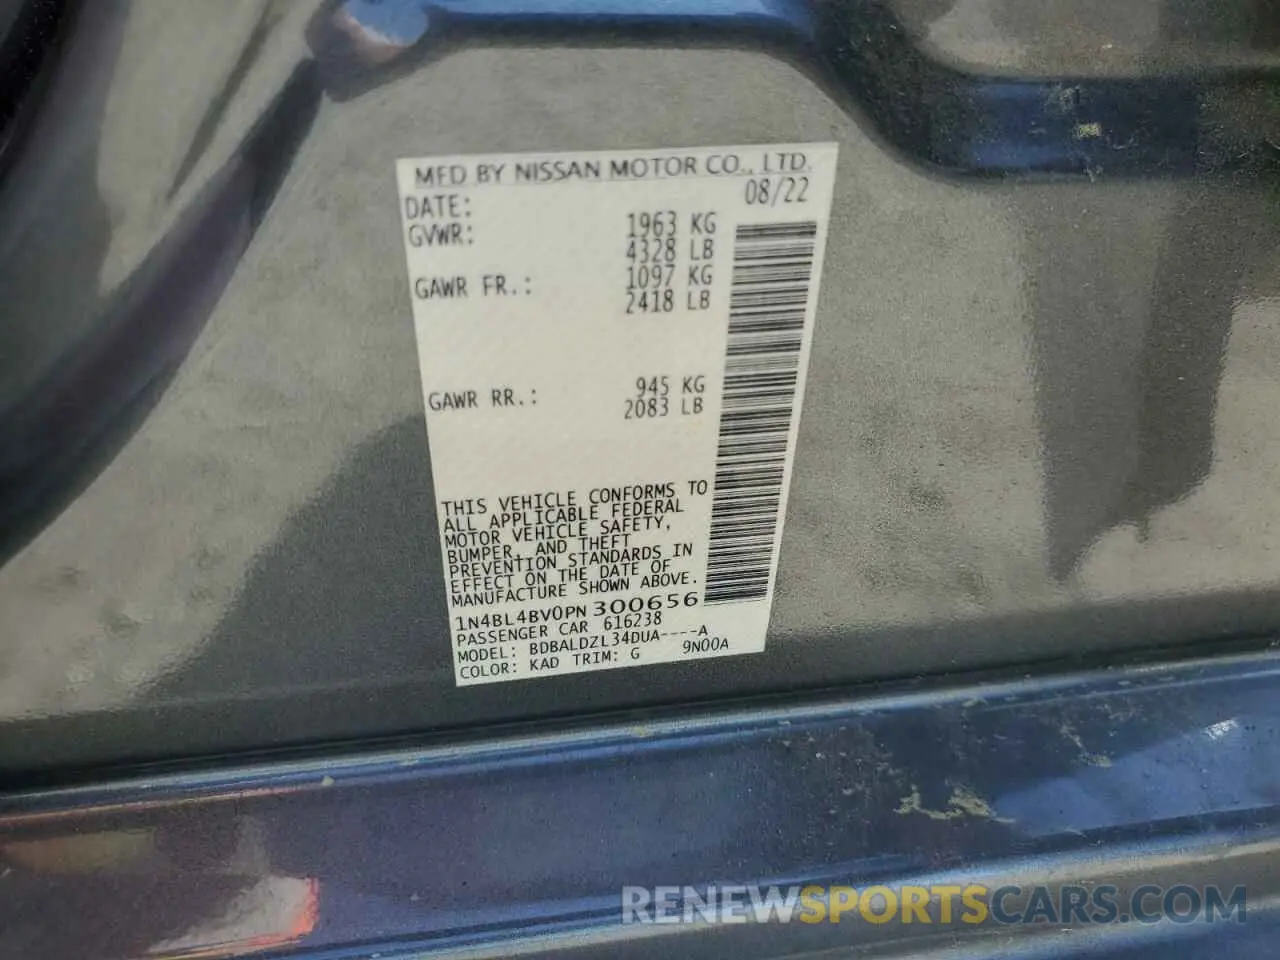 MFD BY NISSAN MOTOR CO., LTD.
DATE: 08/22
GVWR: 1963 KG
4328 LB
GAWR FR.: 1097 KG
2418 LB
GAWR RR.: 945 KG
2083 LB
THIS VEHICLE CONFORMS TO
ALL APPLICABLE FEDERAL
MOTOR VEHICLE SAFETY,
BUMPER, AND THEFT
PREVENTION STANDARDS IN
EFFECT ON THE DATE OF
MANUFACTURE SHOWN ABOVE.
1N4BL4BV0PN300656
PASSENGER CAR 616238
MODEL: BDBALDZL34DUA----A
COLOR: KAD TRIM: G 9N00A
RENEWSPORTSCARS.COM